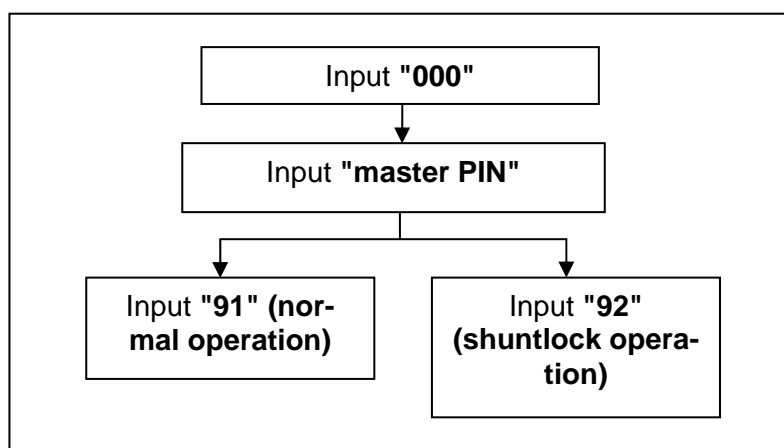 Input "000"
Input "master PIN"
Input "91" (nor-
mal operation)
Input "92"
(shuntlock opera-
tion)